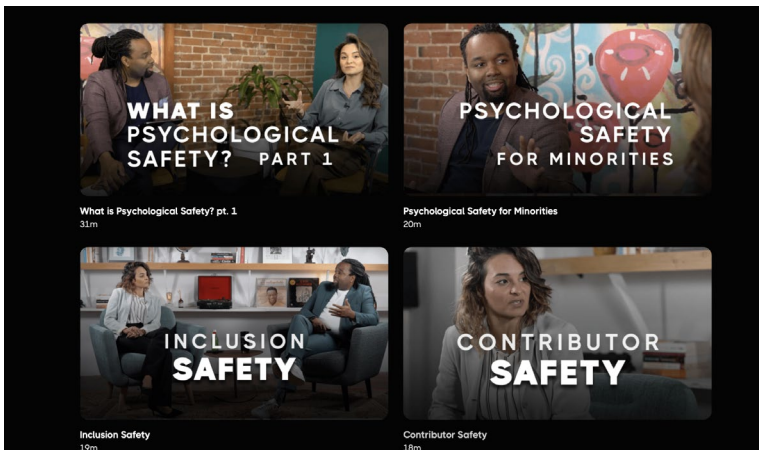 WHAT IS
PSYCHOLOGICAL
SAFETY? PART 1
What is Psychological Safety? pt. 1
31m
PSYCHOLOGICAL
SAFETY
FOR MINORITIES
Psychological Safety for Minorities
20m
INCLUSION
SAFETY
Inclusion Safety
19m
CONTRIBUTOR
SAFETY
Contributor Safety
18m